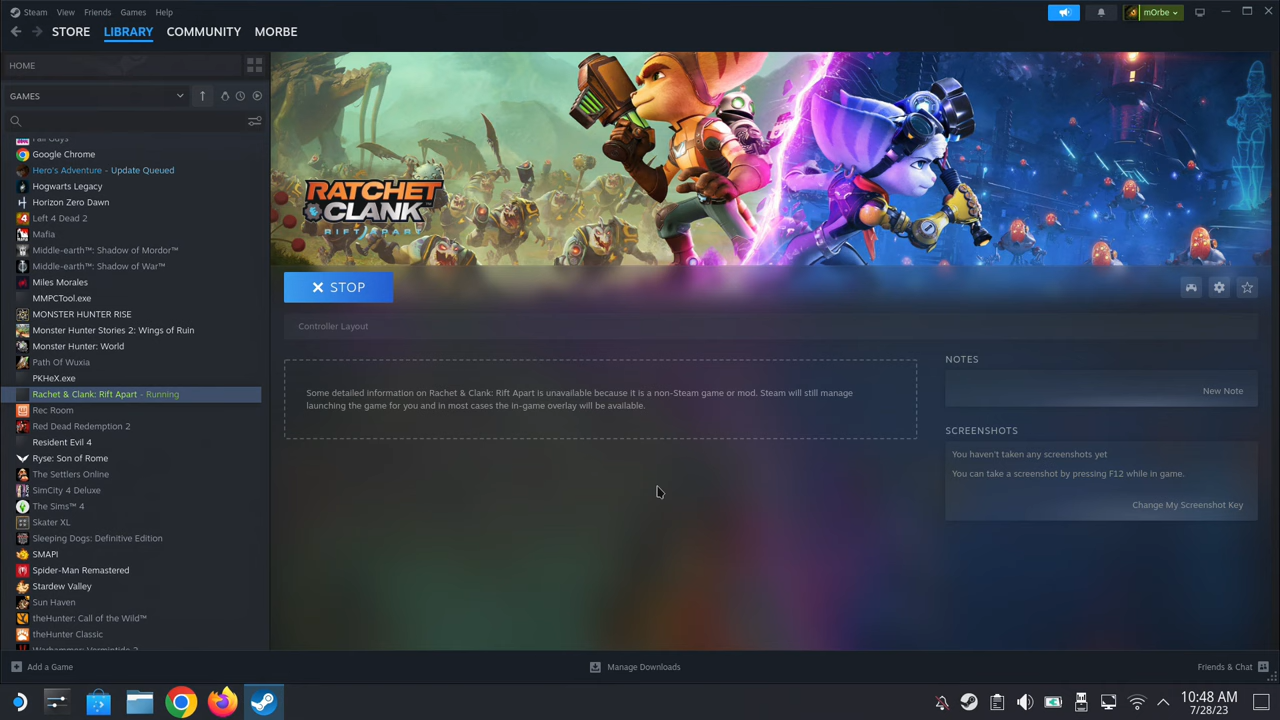 Steam View Friends Games Help
mOrbe
STORE LIBRARY COMMUNITY MORBE
HOME
GAMES
Fall Guys
Google Chrome
Hero's Adventure - Update Queued
Hogwarts Legacy
Horizon Zero Dawn
Left 4 Dead 2
Mafia
Middle-earth™: Shadow of Mordor™
Middle-earth™: Shadow of War™
Miles Morales
MMPCTool.exe
MONSTER HUNTER RISE
Monster Hunter Stories 2: Wings of Ruin
Monster Hunter: World
Path Of Wuxia
PKHeX.exe
Rachet & Clank: Rift Apart - Running
Rec Room
Red Dead Redemption 2
Resident Evil 4
Ryse: Son of Rome
The Settlers Online
SimCity 4 Deluxe
The Sims™ 4
Skater XL
Sleeping Dogs: Definitive Edition
SMAPI
Spider-Man Remastered
Stardew Valley
Sun Haven
theHunter: Call of the Wild™
theHunter Classic
Warhammer: Vermintide 2
RATCHET
CLANK
RIFT APART
STOP
Controller Layout
Some detailed information on Rachet & Clank: Rift Apart is unavailable because it is a non-Steam game or mod. Steam will still manage
launching the game for you and in most cases the in-game overlay will be available.
NOTES
New Note
SCREENSHOTS
You haven't taken any screenshots yet
You can take a screenshot by pressing F12 while in game.
Change My Screenshot Key
Add a Game
Manage Downloads
Friends & Chat
10:48 AM
7/28/23